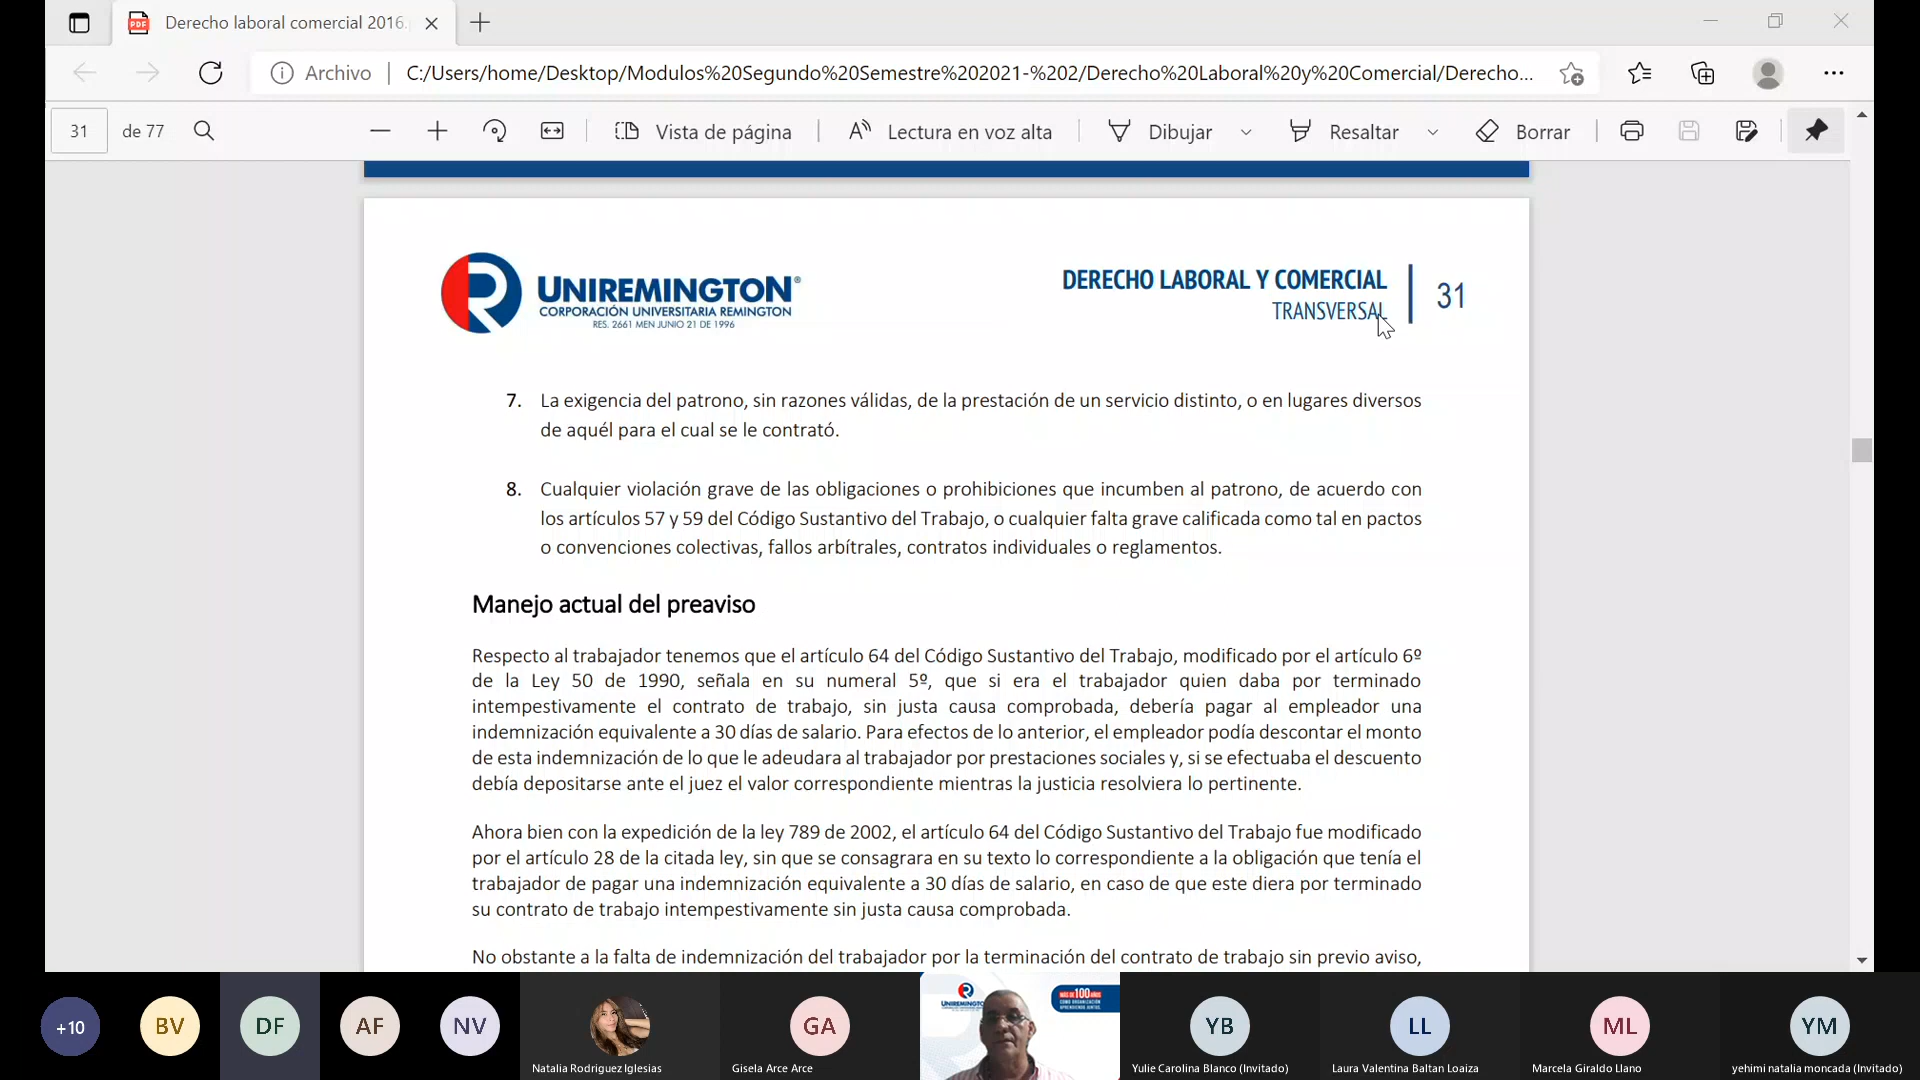 Derecho laboral comercial 2016.
Archivo
C:/Users/home/Desktop/Modulos%20Segundo%20Semestre%202021-%202/Derecho%20Laboral%20y%20Comercial/Derecho...
31 de 77
Vista de página
Lectura en voz alta
Dibujar
Resaltar
Borrar
UNIREMINGTON®
CORPORACIÓN UNIVERSITARIA REMINGTON
RES. 2661 MEN JUNIO 21 DE 1996
DERECHO LABORAL Y COMERCIAL
TRANSVERSAL
31
7. La exigencia del patrono, sin razones válidas, de la prestación de un servicio distinto, o en lugares diversos
de aquél para el cual se le contrató.
8. Cualquier violación grave de las obligaciones o prohibiciones que incumben al patrono, de acuerdo con
los artículos 57 y 59 del Código Sustantivo del Trabajo, o cualquier falta grave calificada como tal en pactos
o convenciones colectivas, fallos arbítrales, contratos individuales o reglamentos.
Manejo actual del preaviso
Respecto al trabajador tenemos que el artículo 64 del Código Sustantivo del Trabajo, modificado por el artículo 6º
de la Ley 50 de 1990, señala en su numeral 5º, que si era el trabajador quien daba por terminado
intempestivamente el contrato de trabajo, sin justa causa comprobada, debería pagar al empleador una
indemnización equivalente a 30 días de salario. Para efectos de lo anterior, el empleador podía descontar el monto
de esta indemnización de lo que le adeudara al trabajador por prestaciones sociales y, si se efectuaba el descuento
debía depositarse ante el juez el valor correspondiente mientras la justicia resolviera lo pertinente.
Ahora bien con la expedición de la ley 789 de 2002, el artículo 64 del Código Sustantivo del Trabajo fue modificado
por el artículo 28 de la citada ley, sin que se consagrara en su texto lo correspondiente a la obligación que tenía el
trabajador de pagar una indemnización equivalente a 30 días de salario, en caso de que este diera por terminado
su contrato de trabajo intempestivamente sin justa causa comprobada.
No obstante a la falta de indemnización del trabajador por la terminación del contrato de trabajo sin previo aviso,
+10
BV
DF
AF
NV
Natalia Rodriguez Iglesias
GA
Gisela Arce Arce
UNIREMINGTON
MÁS DE 100 AÑOS
YB
Yulie Carolina Blanco (Invitado)
LL
Laura Valentina Baltan Loaiza
ML
Marcela Giraldo Llano
YM
yehimi natalia moncada (Invitado)